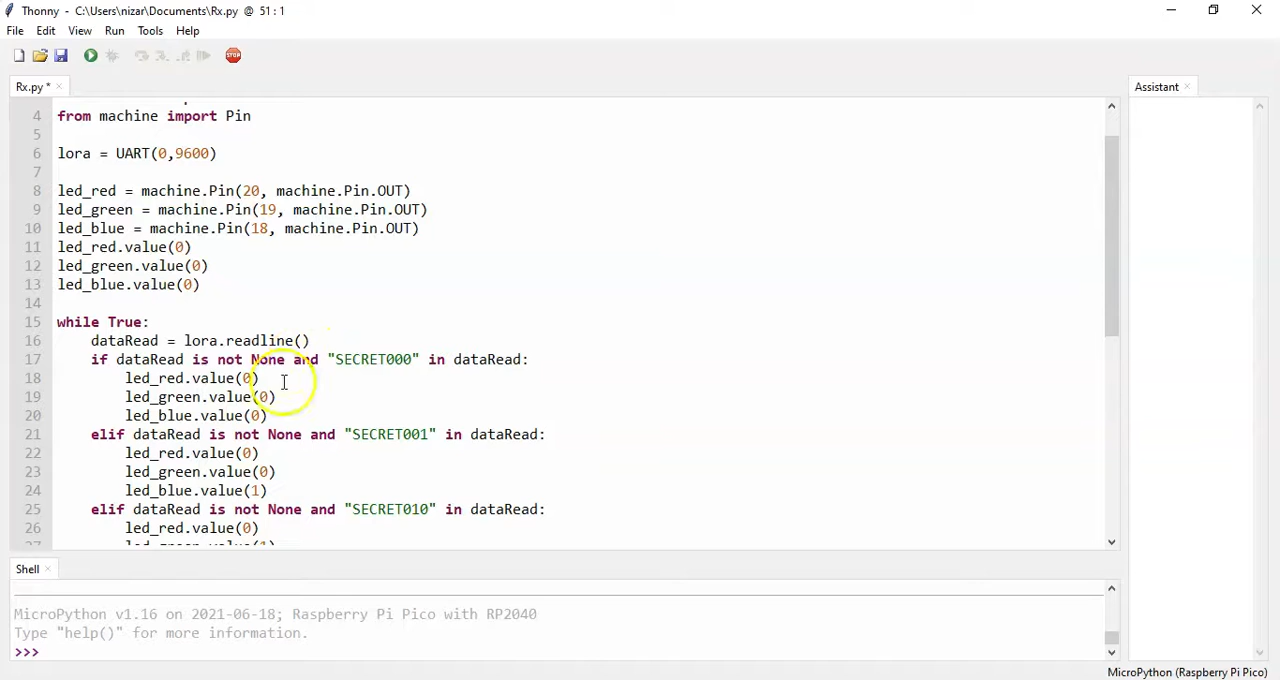 Thonny - C:\Users\nizar\Documents\Rx.py @ 51 : 1
File Edit View Run Tools Help
STOP
Rx.py * ×
Assistant ×
4 from machine import Pin
5
6 lora = UART(0,9600)
7
8 led_red = machine.Pin(20, machine.Pin.OUT)
9 led_green = machine.Pin(19, machine.Pin.OUT)
10 led_blue = machine.Pin(18, machine.Pin.OUT)
11 led_red.value(0)
12 led_green.value(0)
13 led_blue.value(0)
14
15 while True:
16 dataRead = lora.readline()
17 if dataRead is not None and "SECRET000" in dataRead:
18 led_red.value(0)
19 led_green.value(0)
20 led_blue.value(0)
21 elif dataRead is not None and "SECRET001" in dataRead:
22 led_red.value(0)
23 led_green.value(0)
24 led_blue.value(1)
25 elif dataRead is not None and "SECRET010" in dataRead:
26 led_red.value(0)
27 led_green.value(1)
Shell ×
MicroPython v1.16 on 2021-06-18; Raspberry Pi Pico with RP2040
Type "help()" for more information.
>>>
MicroPython (Raspberry Pi Pico)